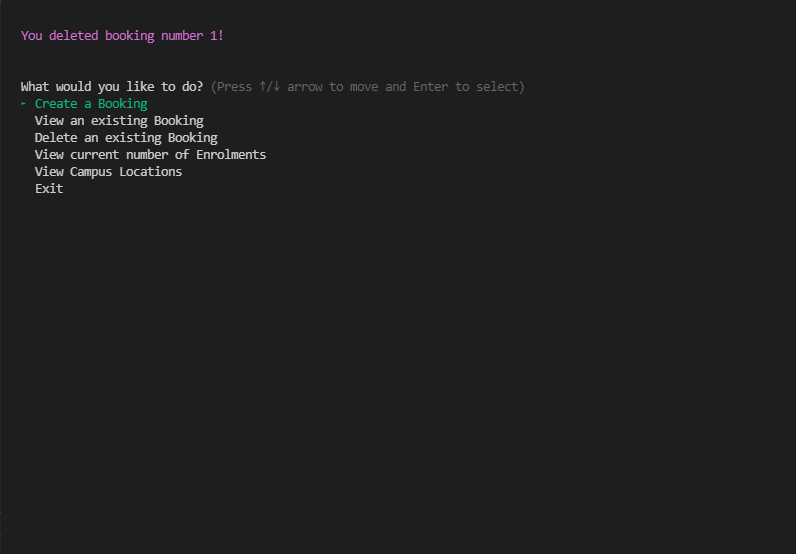 You deleted booking number 1!
What would you like to do? (Press ↑/↓ arrow to move and Enter to select)
‣ Create a Booking
View an existing Booking
Delete an existing Booking
View current number of Enrolments
View Campus Locations
Exit